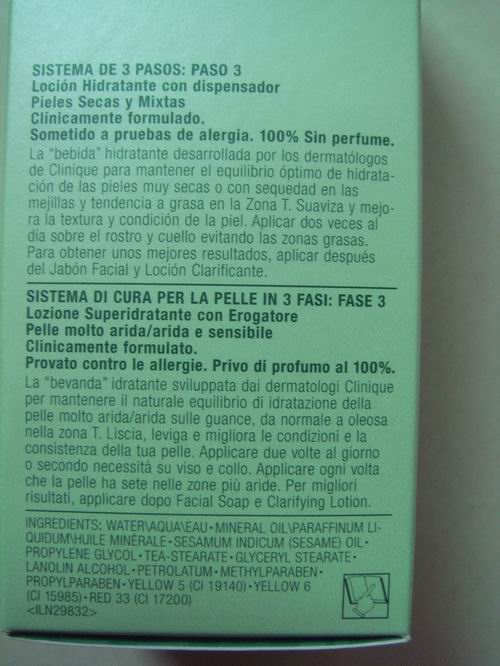 SISTEMA DE 3 PASOS: PASO 3
Loción Hidratante con dispensador
Pieles Secas y Mixtas
Clinicamente formulado.
Sometido a pruebas de alergia. 100% Sin perfume.
La “bebida” hidratante desarrollada por los dermatólogos
de Clinique para mantener el equilibrio óptimo de hidrata-
ción de las pieles muy secas o con sequedad en las
mejillas y tendencia a grasa en la Zona T. Suaviza y mejo-
ra la textura y condición de la piel. Aplicar dos veces al
día sobre el rostro y cuello evitando las zonas grasas.
Para obtener unos mejores resultados, aplicar después
del Jabón Facial y Loción Clarificante.
SISTEMA DI CURA PER LA PELLE IN 3 FASI: FASE 3
Lozione Superidratante con Erogatore
Pelle molto arida/arida e sensibile
Clinicamente formulato.
Provato contro le allergie. Privo di profumo al 100%.
La “bevanda” idratante sviluppata dai dermatologi Clinique
per mantenere il naturale equilibrio di idratazione della
pelle molto arida/arida sulle guance, da normale a oleosa
nella zona T. Liscia, leviga e migliora le condizioni e la
consistenza della tua pelle. Applicare due volte al giorno
o secondo necessità su viso e collo. Applicare ogni volta
che la pelle ha sete nelle zone più aride. Per migliori
risultati, applicare dopo Facial Soap e Clarifying Lotion.
INGREDIENTS: WATER\AQUA\EAU • MINERAL OIL\PARAFFINUM LI-
QUIDUM\HUILE MINÉRALE • SESAMUM INDICUM (SESAME) OIL •
PROPYLENE GLYCOL • TEA-STEARATE • GLYCERYL STEARATE •
LANOLIN ALCOHOL • PETROLATUM • METHYLPARABEN •
PROPYLPARABEN • YELLOW 5 (CI 19140) • YELLOW 6
(CI 15985) • RED 33 (CI 17200)
<ILN29832>